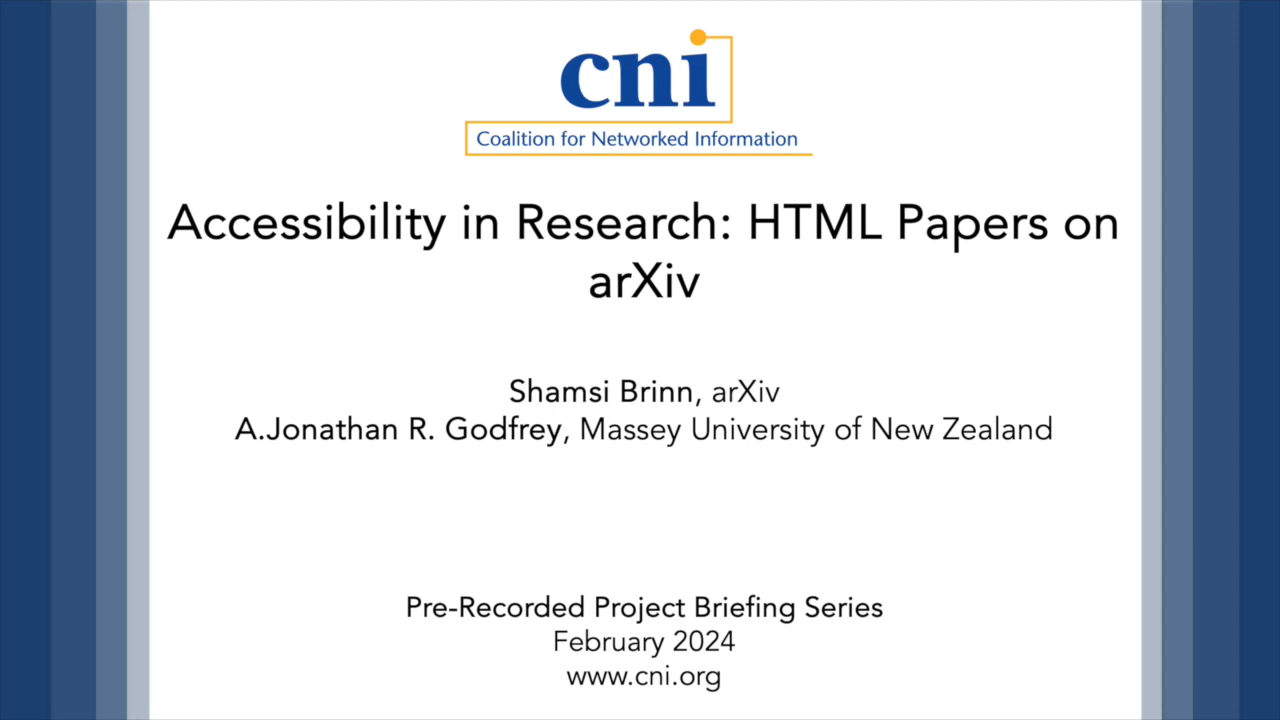 cni
Coalition for Networked Information
Accessibility in Research: HTML Papers on
arXiv
Shamsi Brinn, arXiv
A.Jonathan R. Godfrey, Massey University of New Zealand
Pre-Recorded Project Briefing Series
February 2024
www.cni.org